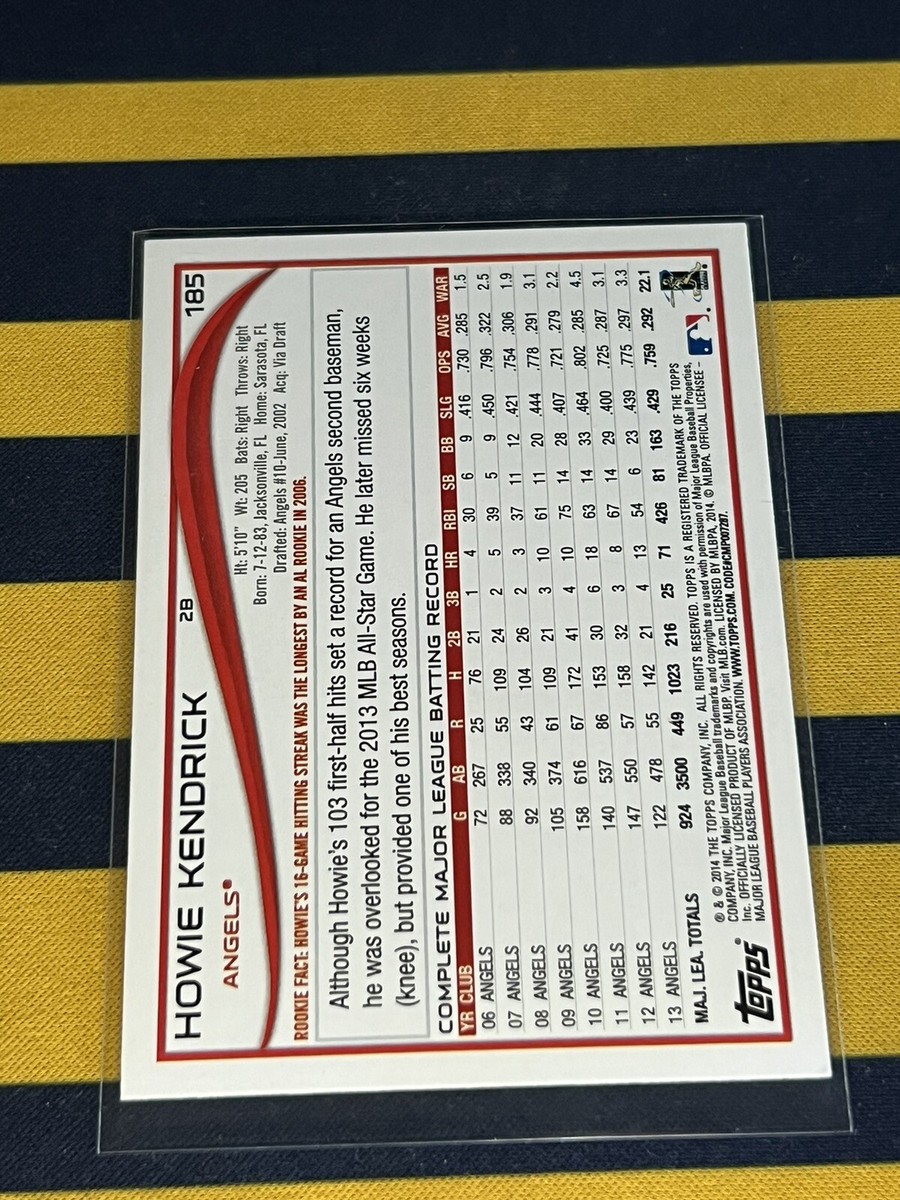 HOWIE KENDRICK 2B 185
ANGELS®
Ht: 5'10" Wt: 205 Bats: Right Throws: Right
Born: 7-12-83, Jacksonville, FL Home: Sarasota, FL
Drafted: Angels #10-June, 2002 Acq: Via Draft
ROOKIE FACT: HOWIE'S 16-GAME HITTING STREAK WAS THE LONGEST BY AN AL ROOKIE IN 2006.
Although Howie's 103 first-half hits set a record for an Angels second baseman,
he was overlooked for the 2013 MLB All-Star Game. He later missed six weeks
(knee), but provided one of his best seasons.
COMPLETE MAJOR LEAGUE BATTING RECORD
YR CLUB G AB R H 2B 3B HR RBI SB BB SLG OPS AVG WAR
06 ANGELS 72 267 25 76 21 1 4 30 6 9 .416 .730 .285 1.5
07 ANGELS 88 338 55 109 24 2 5 39 5 9 .450 .796 .322 2.5
08 ANGELS 92 340 43 104 26 2 3 37 11 12 .421 .754 .306 1.9
09 ANGELS 105 374 61 109 21 3 10 61 11 20 .444 .778 .291 3.1
10 ANGELS 158 616 67 172 41 4 10 75 14 28 .407 .721 .279 2.2
11 ANGELS 140 537 86 153 30 6 18 63 14 33 .464 .802 .285 4.5
12 ANGELS 147 550 57 158 32 3 8 67 14 29 .400 .725 .287 3.1
13 ANGELS 122 478 55 142 21 4 13 54 6 23 .439 .775 .297 3.3
MAJ. LEA. TOTALS 924 3500 449 1023 216 25 71 426 81 163 .429 .759 .292 22.1
topps®
® & © 2014 THE TOPPS COMPANY, INC. ALL RIGHTS RESERVED. TOPPS IS A REGISTERED TRADEMARK OF THE TOPPS
COMPANY, INC. Major League Baseball trademarks and copyrights are used with permission of Major League Baseball Properties,
Inc. OFFICIALLY LICENSED PRODUCT OF MLBP. Visit MLB.com. LICENSED BY MLBPA, 2014. © MLBPA. OFFICIAL LICENSEE -
MAJOR LEAGUE BASEBALL PLAYERS ASSOCIATION. WWW.TOPPS.COM. CODE#CMP007287.